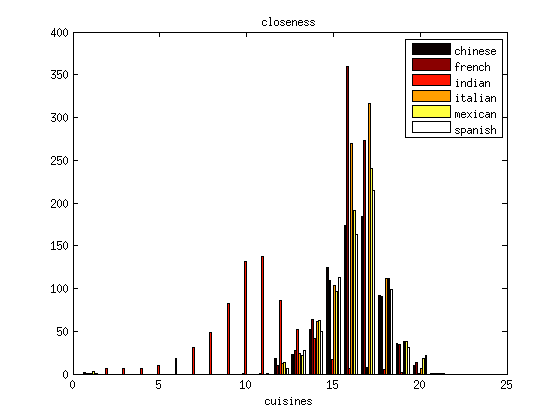 closeness
400
350
300
250
200
150
100
50
0
chinese
french
indian
italian
mexican
spanish
0 5 10 15 20 25
cuisines